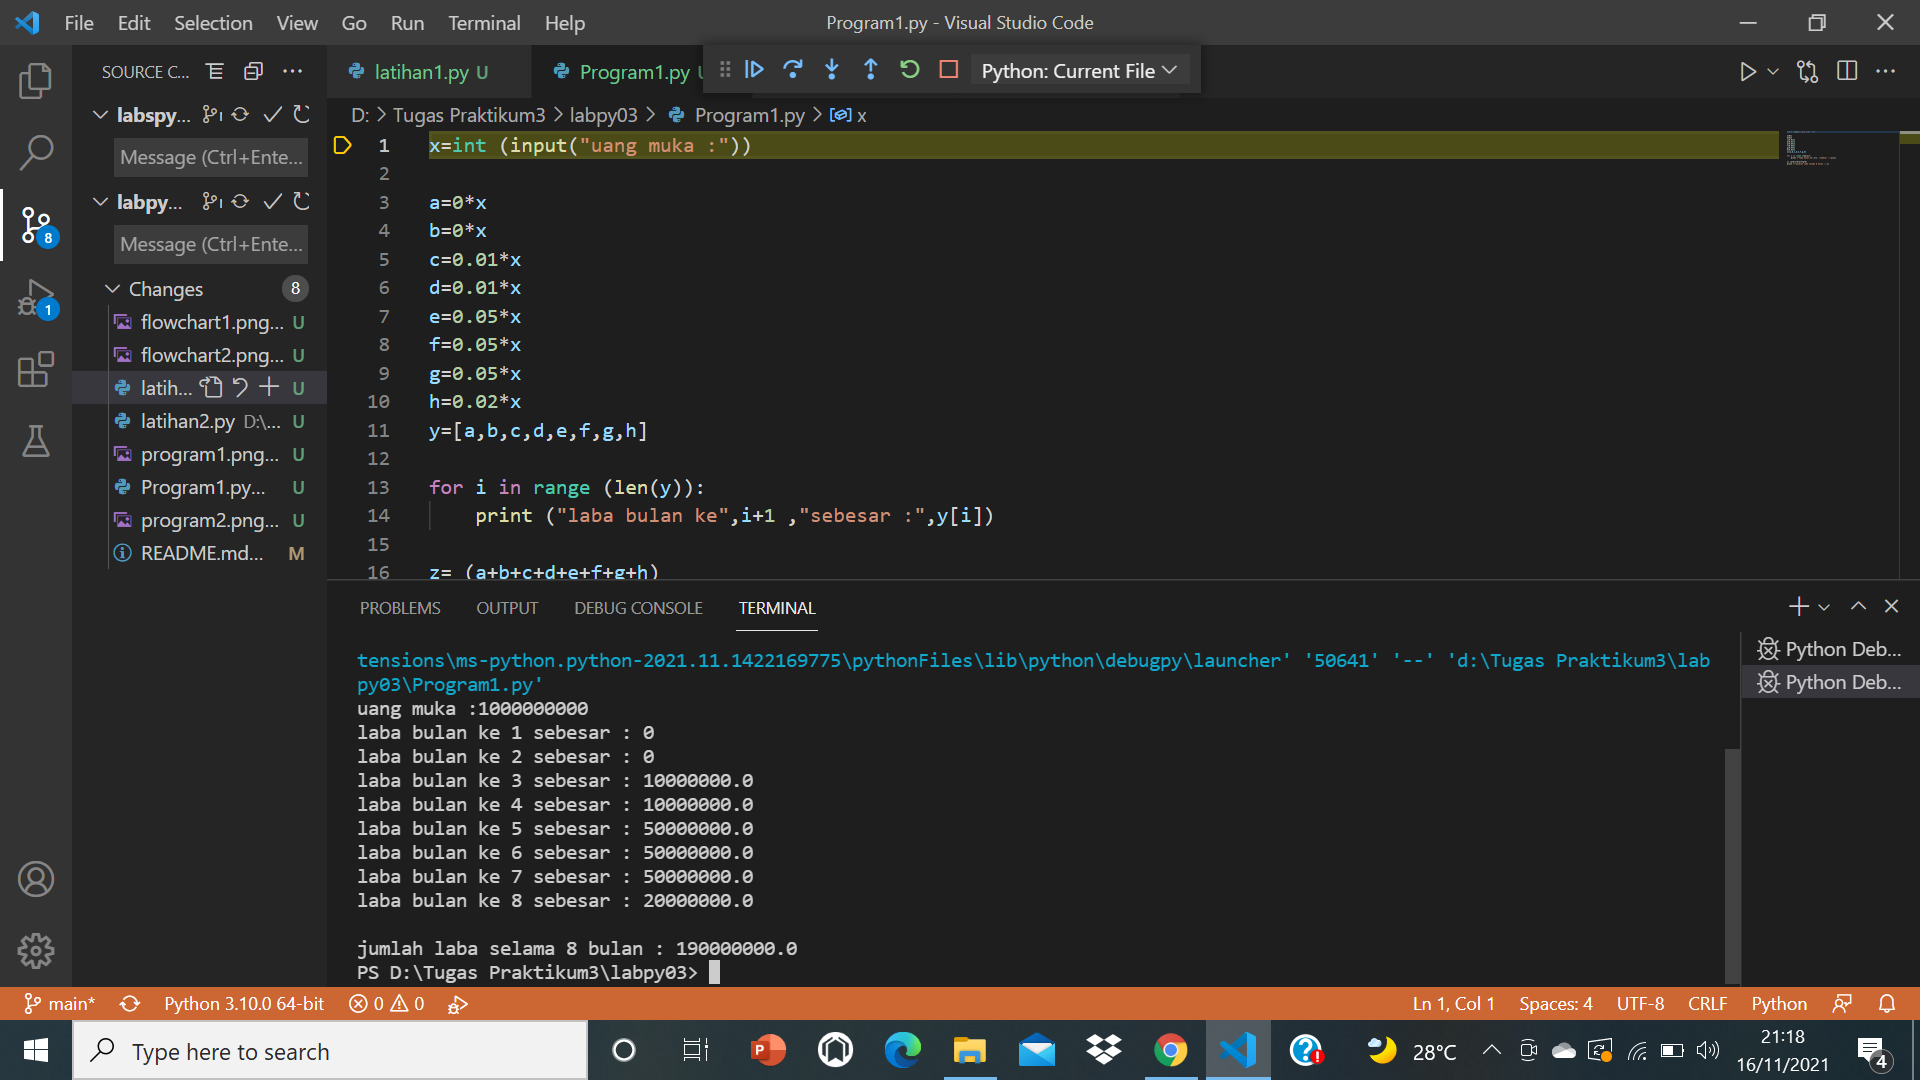 File Edit Selection View Go Run Terminal Help Program1.py - Visual Studio Code
SOURCE C...
latihan1.py U
Program1.py
Python: Current File
D: > Tugas Praktikum3 > labpy03 > Program1.py > x
labspy...
Message (Ctrl+Ente...
labpy...
Message (Ctrl+Ente...
8
1
Changes 8
flowchart1.png... U
flowchart2.png... U
latih... U
latihan2.py D:\... U
program1.png... U
Program1.py... U
program2.png... U
README.md... M
1 x=int (input("uang muka :"))
2
3 a=0*x
4 b=0*x
5 c=0.01*x
6 d=0.01*x
7 e=0.05*x
8 f=0.05*x
9 g=0.05*x
10 h=0.02*x
11 y=[a,b,c,d,e,f,g,h]
12
13 for i in range (len(y)):
14 print ("laba bulan ke",i+1 ,"sebesar :",y[i])
15
16 z= (a+b+c+d+e+f+g+h)
PROBLEMS OUTPUT DEBUG CONSOLE TERMINAL
Python Deb...
Python Deb...
tensions\ms-python.python-2021.11.1422169775\pythonFiles\lib\python\debugpy\launcher' '50641' '--' 'd:\Tugas Praktikum3\lab
py03\Program1.py'
uang muka :1000000000
laba bulan ke 1 sebesar : 0
laba bulan ke 2 sebesar : 0
laba bulan ke 3 sebesar : 10000000.0
laba bulan ke 4 sebesar : 10000000.0
laba bulan ke 5 sebesar : 50000000.0
laba bulan ke 6 sebesar : 50000000.0
laba bulan ke 7 sebesar : 50000000.0
laba bulan ke 8 sebesar : 20000000.0
jumlah laba selama 8 bulan : 190000000.0
PS D:\Tugas Praktikum3\labpy03>
main* Python 3.10.0 64-bit 0 0 Ln 1, Col 1 Spaces: 4 UTF-8 CRLF Python
Type here to search
28°C
21:18
16/11/2021
4